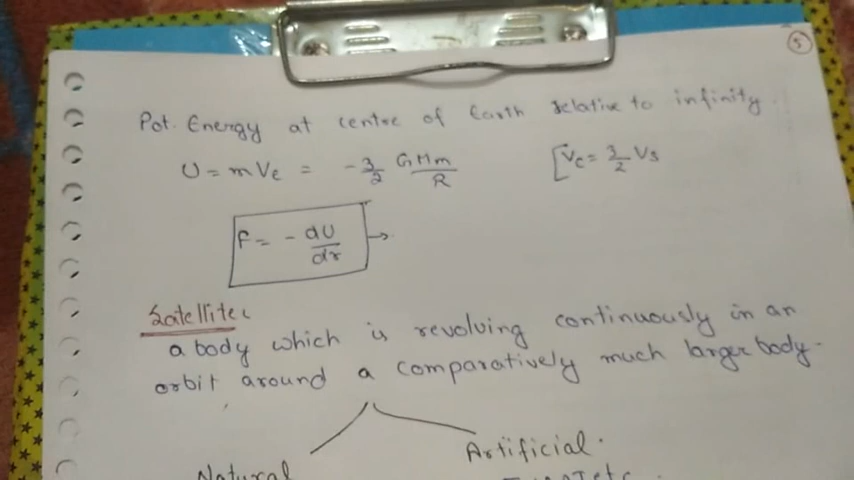 5
Pot. Energy at centre of Earth relative to infinity.
U = mVc = -3/2 GMm/R [Vc = 3/2 Vs
F = - dU/dr →
Satellite:
a body which is revolving continuously in an
orbit around a comparatively much larger body.
Natural Artificial.